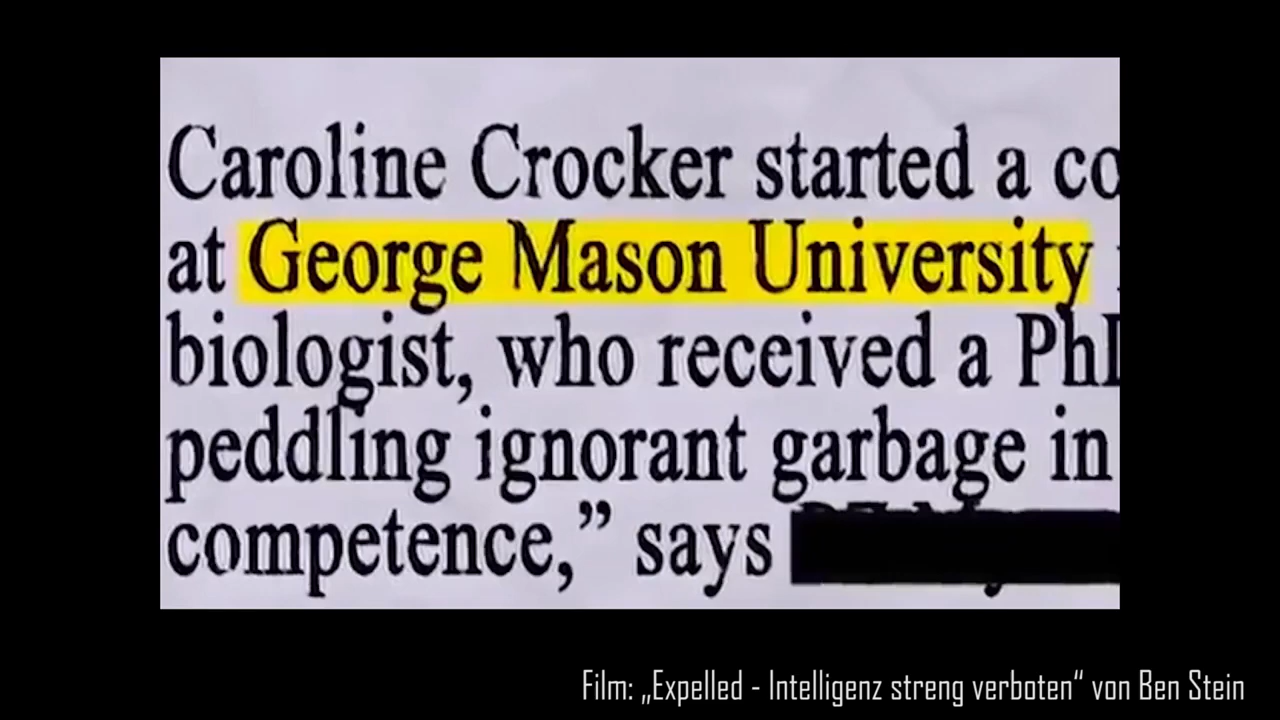 Caroline Crocker started a co
at George Mason University
biologist, who received a Ph
peddling ignorant garbage in
competence,” says
Film: „Expelled - Intelligenz streng verboten“ von Ben Stein